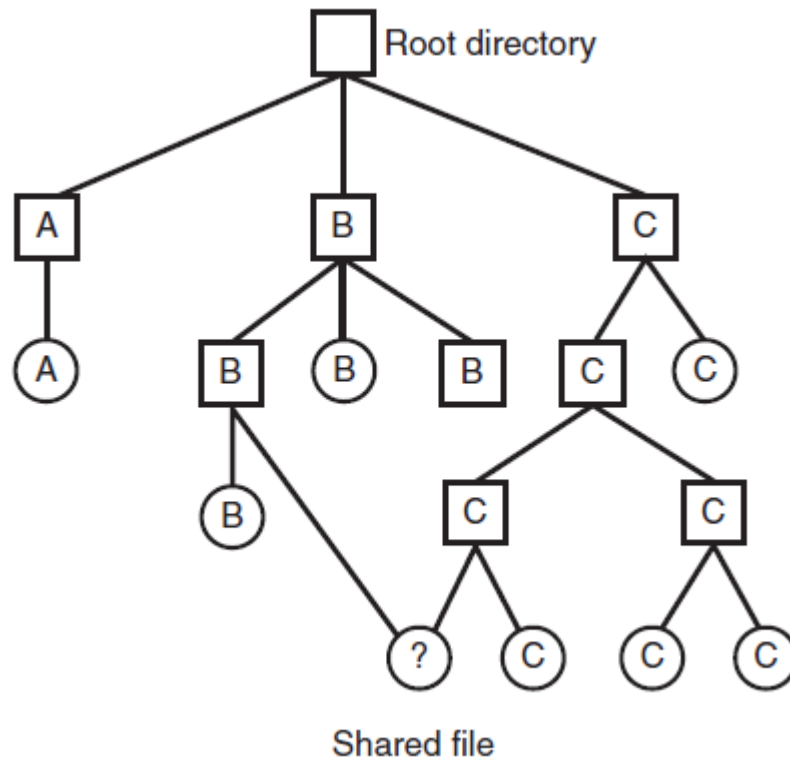 Root directory
A B C
A B B B C C
B C C
? C C C
Shared file